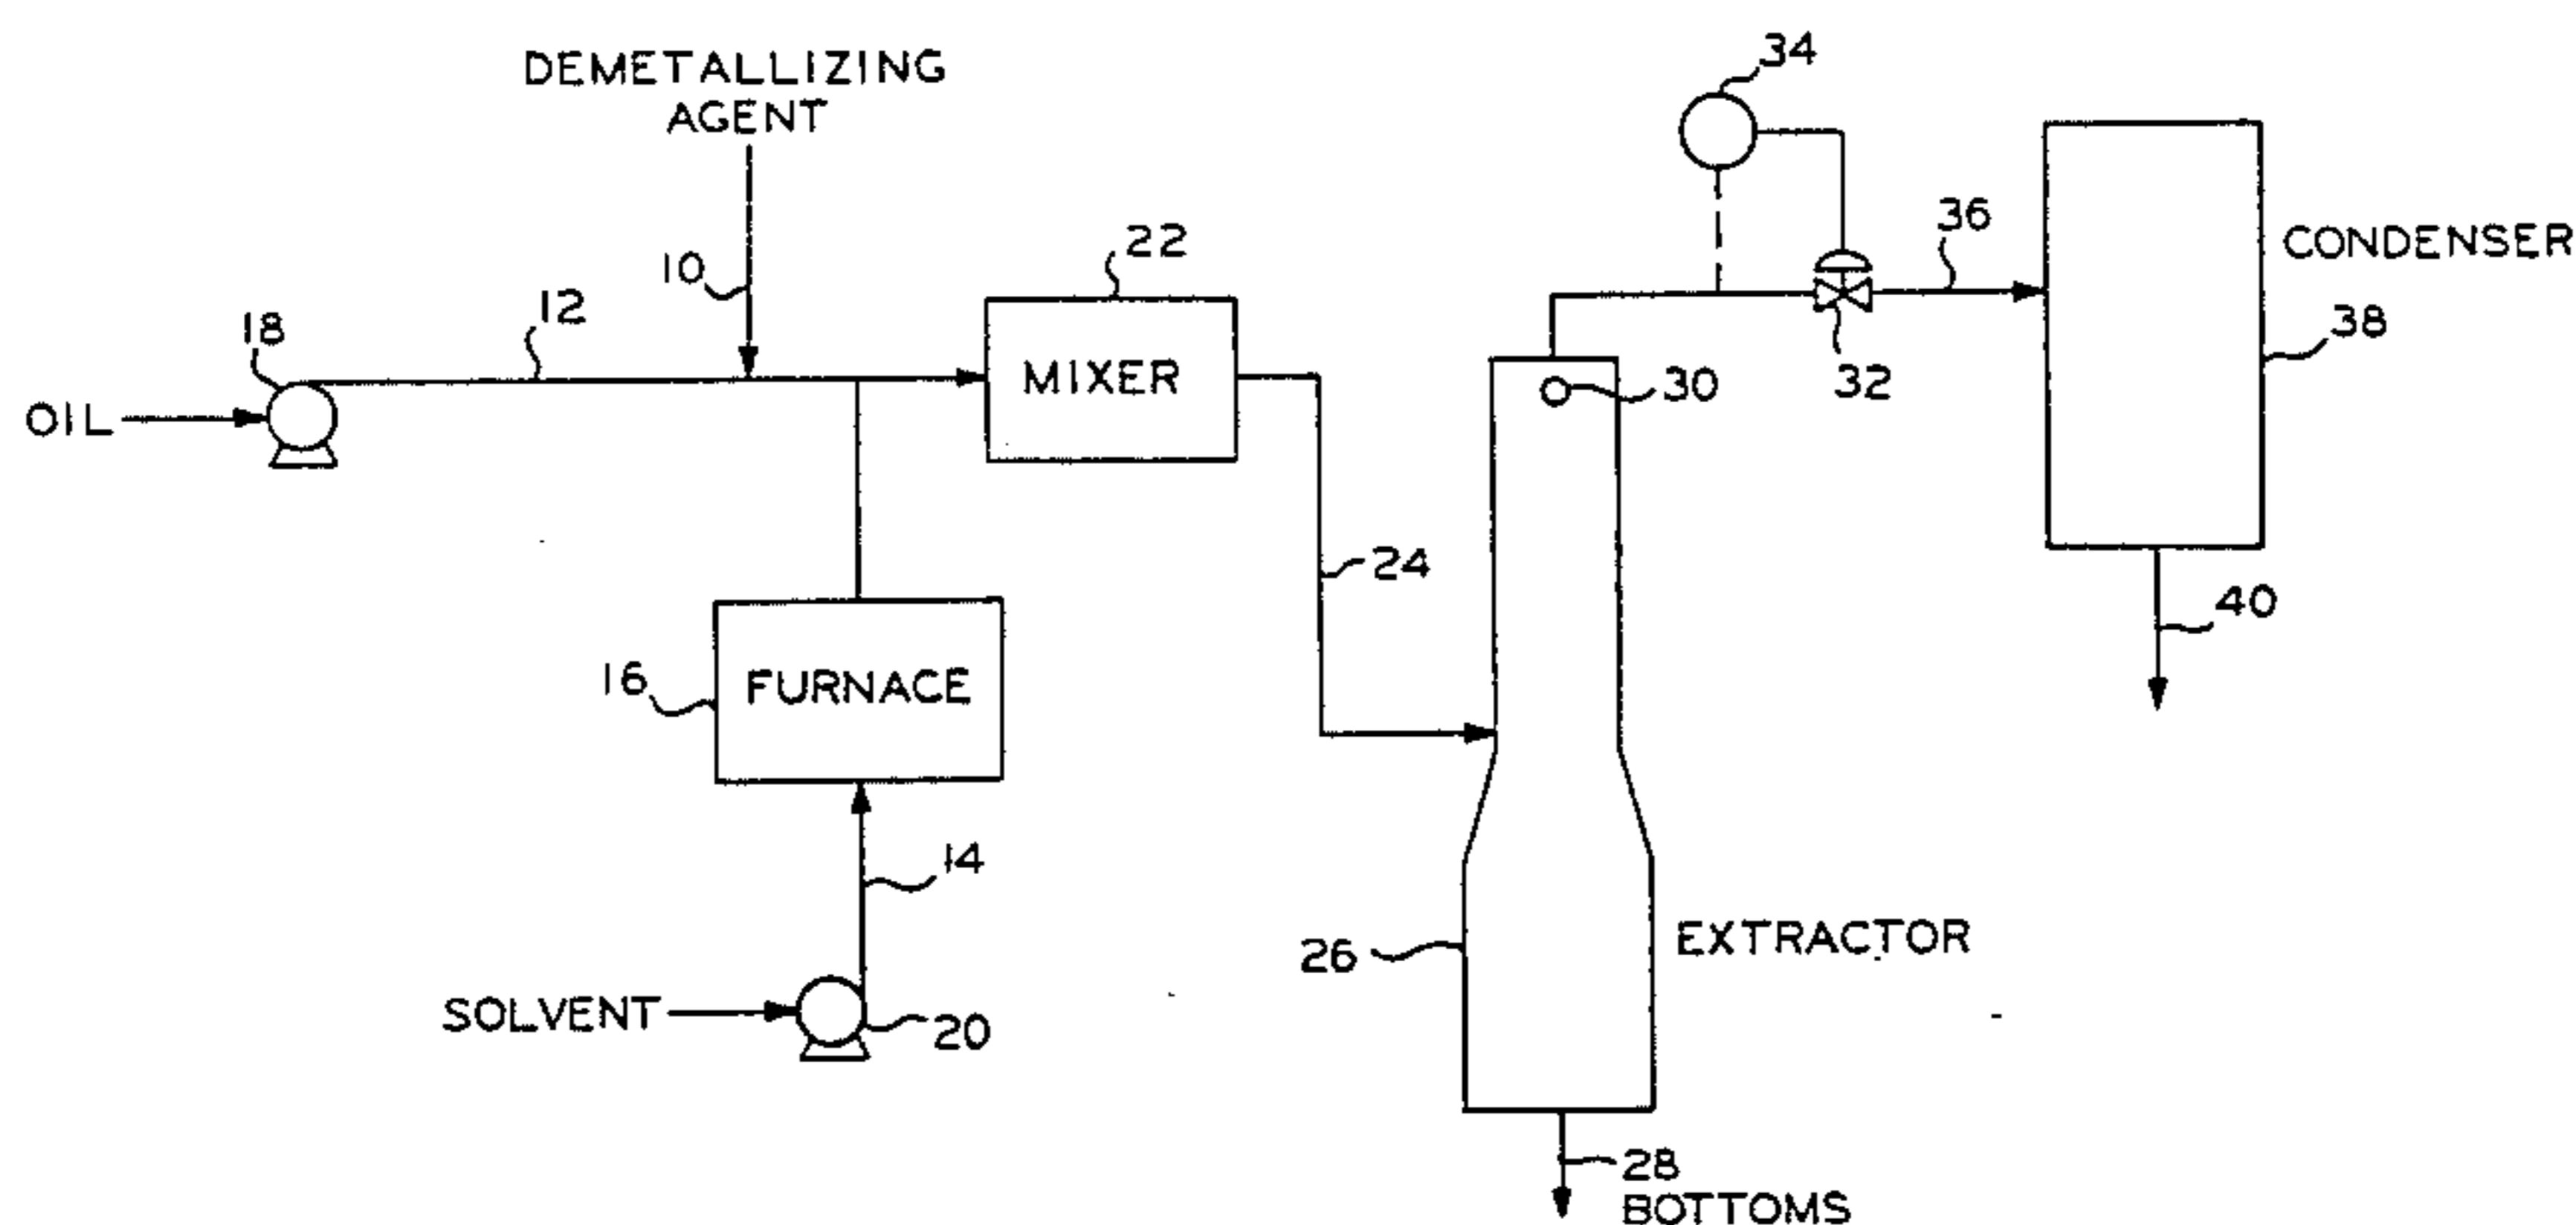 DEMETALLIZING
AGENT
34
10
22
36
CONDENSER
18
12
38
OIL
MIXER
30
32
24
40
16
FURNACE
14
26
EXTRACTOR
SOLVENT
20
28
BOTTOMS